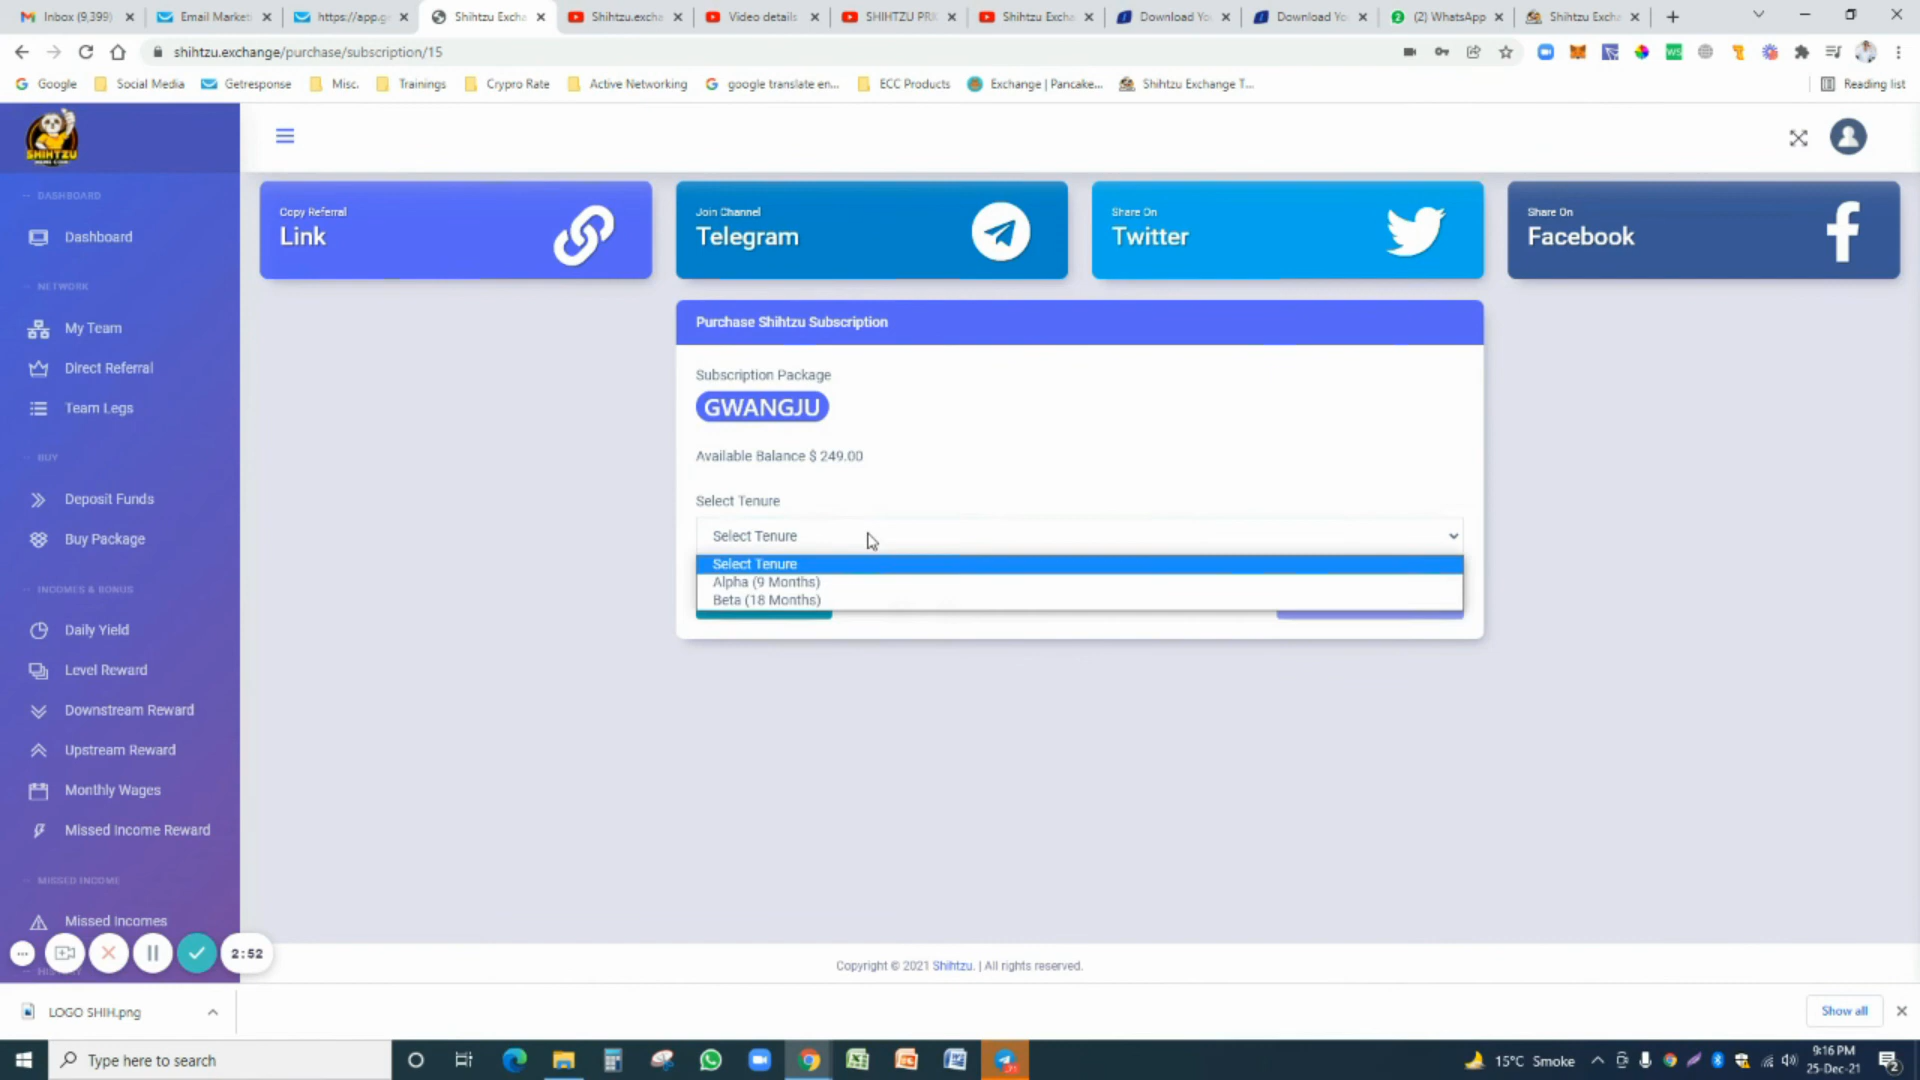 Inbox (9,399)
Email Market
https://app.g
Shihtzu Excha
Shihtzu.excha
Video details
SHIHTZU PRI
Shihtzu Excha
Download Yo
Download Yo
(2) WhatsApp
Shihtzu Excha
shihtzu.exchange/purchase/subscription/15
Google
Social Media
Getresponse
Misc.
Trainings
Crypro Rate
Active Networking
google translate en...
ECC Products
Exchange | Pancake...
Shihtzu Exchange T...
Reading list
SHIHTZU
DASHBOARD
Dashboard
NETWORK
My Team
Direct Referral
Team Legs
BUY
Deposit Funds
Buy Package
INCOMES & BONUS
Daily Yield
Level Reward
Downstream Reward
Upstream Reward
Monthly Wages
Missed Income Reward
MISSED INCOME
Missed Incomes
Copy Referral
Link
Join Channel
Telegram
Share On
Twitter
Share On
Facebook
Purchase Shihtzu Subscription
Subscription Package
GWANGJU
Available Balance $ 249.00
Select Tenure
Select Tenure
Select Tenure
Alpha (9 Months)
Beta (18 Months)
2:52
Copyright © 2021 Shihtzu. | All rights reserved.
LOGO SHIH.png
Show all
Type here to search
15°C Smoke
9:16 PM
25-Dec-21
2